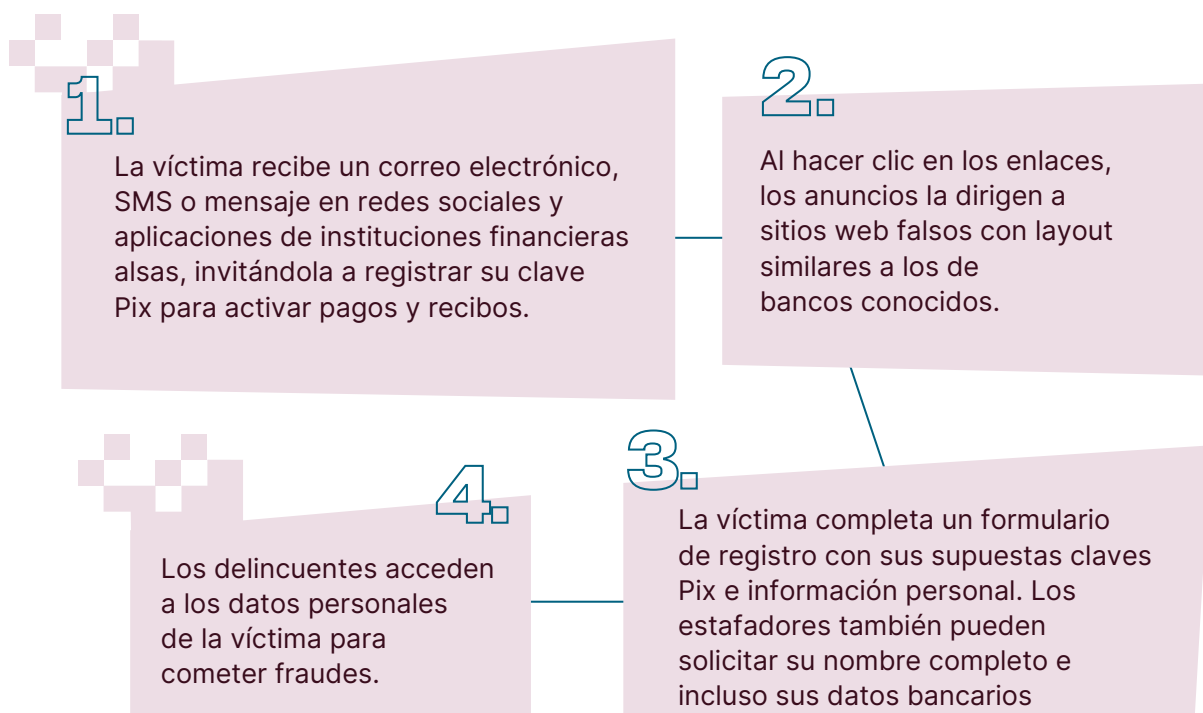 1.
La víctima recibe un correo electrónico,
SMS o mensaje en redes sociales y
aplicaciones de instituciones financieras
alsas, invitándola a registrar su clave
Pix para activar pagos y recibos.
2.
Al hacer clic en los enlaces,
los anuncios la dirigen a
sitios web falsos con layout
similares a los de
bancos conocidos.
3.
La víctima completa un formulario
de registro con sus supuestas claves
Pix e información personal. Los
estafadores también pueden
solicitar su nombre completo e
incluso sus datos bancarios
4.
Los delincuentes acceden
a los datos personales
de la víctima para
cometer fraudes.